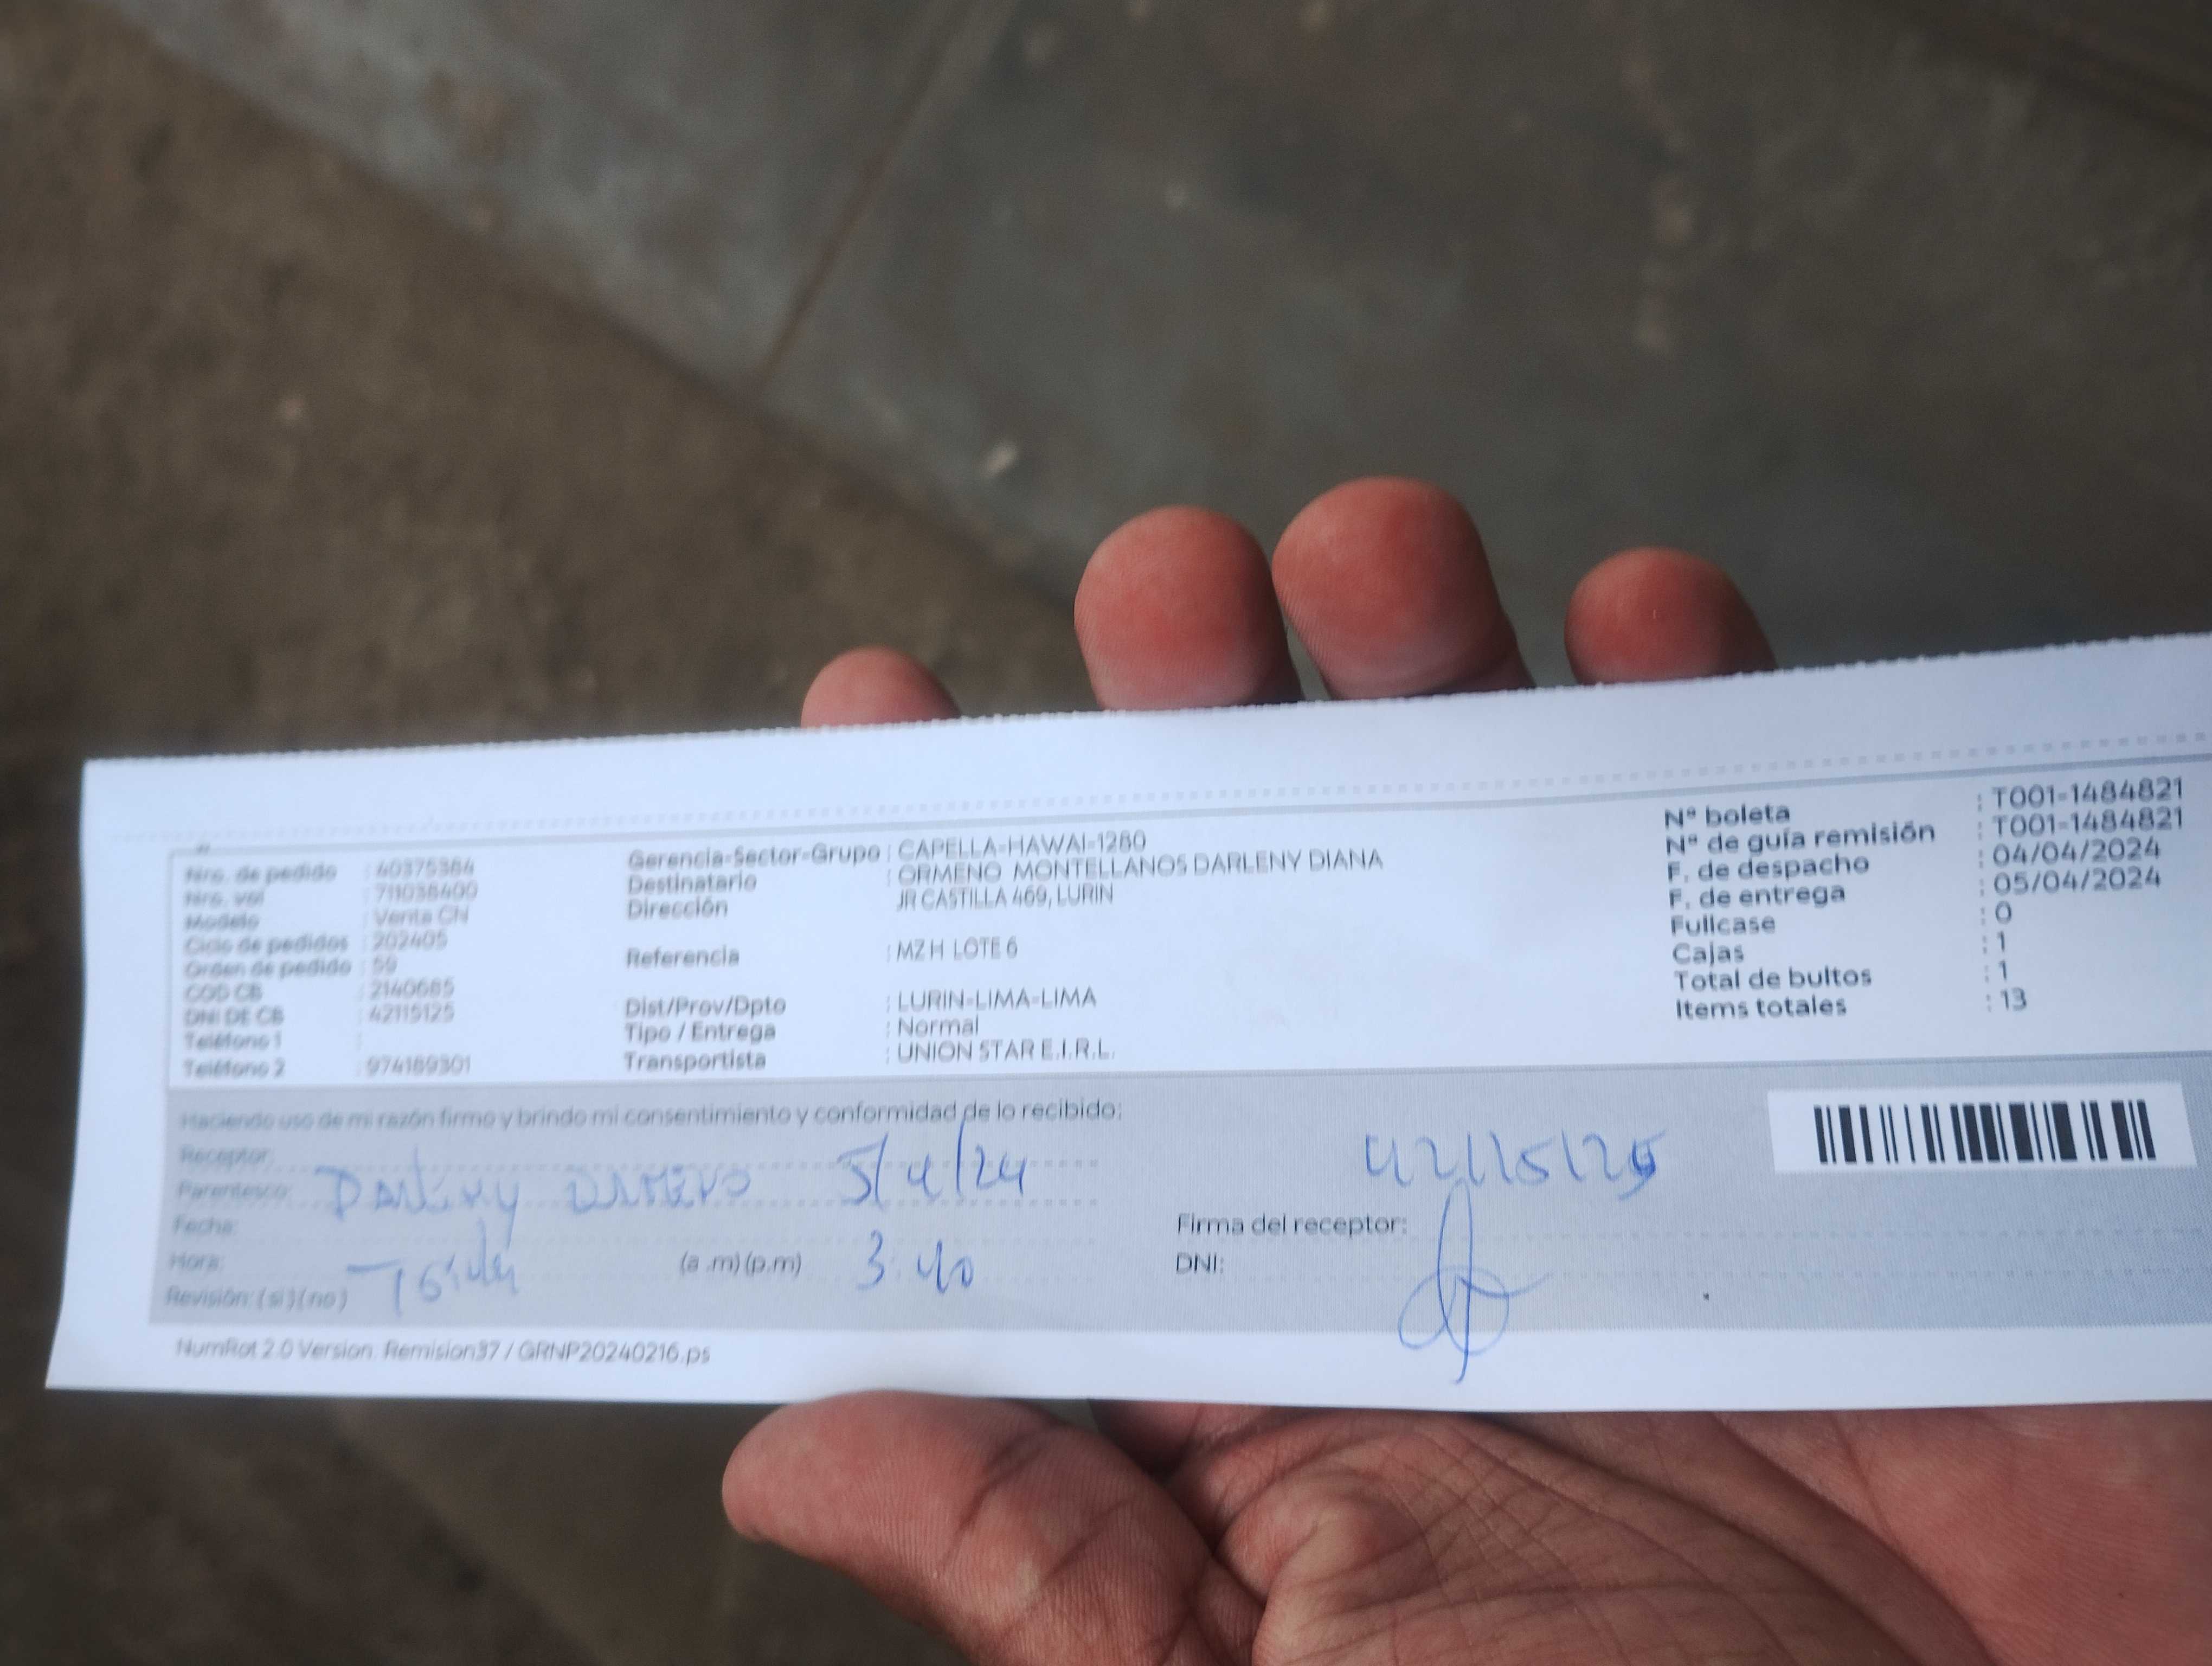 Nro. de pedido : 40375384
Nro. vol : 711038400
Modelo : Venta CN
Ciclo de pedidos : 202405
Orden de pedido : 59
COD CB : 2140685
DNI DE CB : 42115125
Teléfono 1 :
Teléfono 2 : 974189301
Gerencia-Sector-Grupo : CAPELLA-HAWAI-1280
Destinatario : ORMENO MONTELLANOS DARLENY DIANA
Dirección JR CASTILLA 469, LURIN
Referencia : MZ H LOTE 6
Dist/Prov/Dpto : LURIN-LIMA-LIMA
Tipo / Entrega : Normal
Transportista : UNION STAR E.I.R.L.
Nº boleta : T001-1484821
Nº de guía remisión : T001-1484821
F. de despacho : 04/04/2024
F. de entrega : 05/04/2024
Fullcase : 0
Cajas : 1
Total de bultos : 1
Items totales : 13
Haciendo uso de mi razón firmo y brindo mi consentimiento y conformidad de lo recibido:
Receptor:
Parentesco: Darleny ormeno 5/4/24
Fecha:
Hora: (a .m) (p.m) 3:40
Revisión: (si) (no)
42115125
Firma del receptor:
DNI:
NumRot 2.0 Version: Remision37 / GRNP20240216.ps